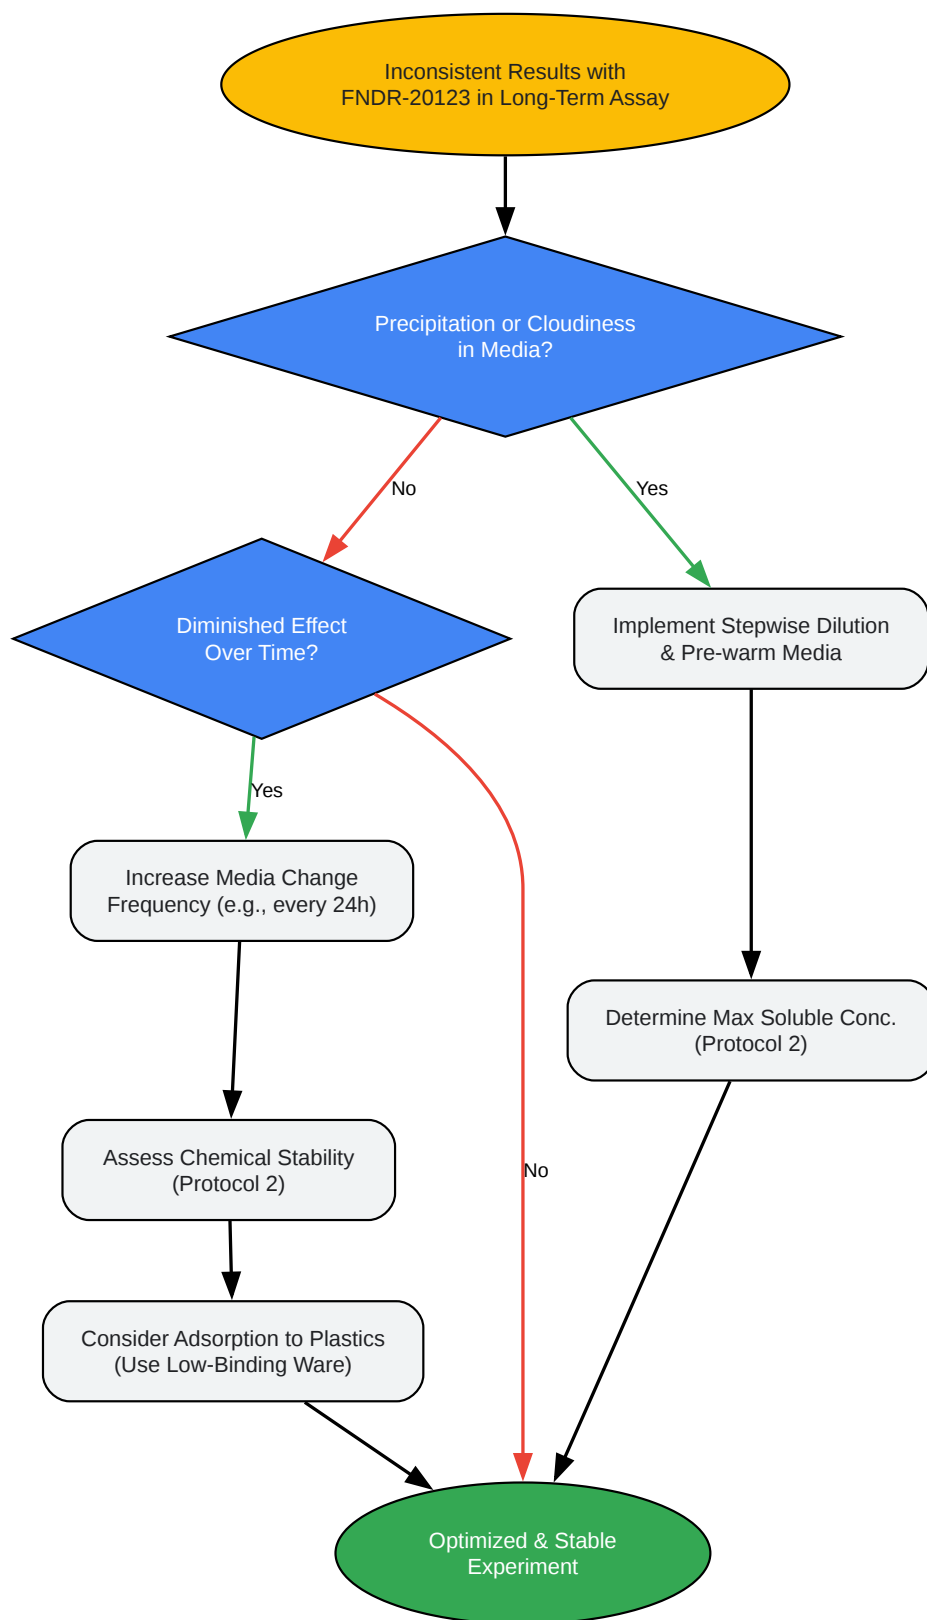 Inconsistent Results with
FNDR-20123 in Long-Term Assay
Precipitation or Cloudiness
in Media?
No
Yes
Diminished Effect
Over Time?
Implement Stepwise Dilution
& Pre-warm Media
Yes
Increase Media Change
Frequency (e.g., every 24h)
Determine Max Soluble Conc.
(Protocol 2)
Assess Chemical Stability
(Protocol 2)
No
Consider Adsorption to Plastics
(Use Low-Binding Ware)
Optimized & Stable
Experiment